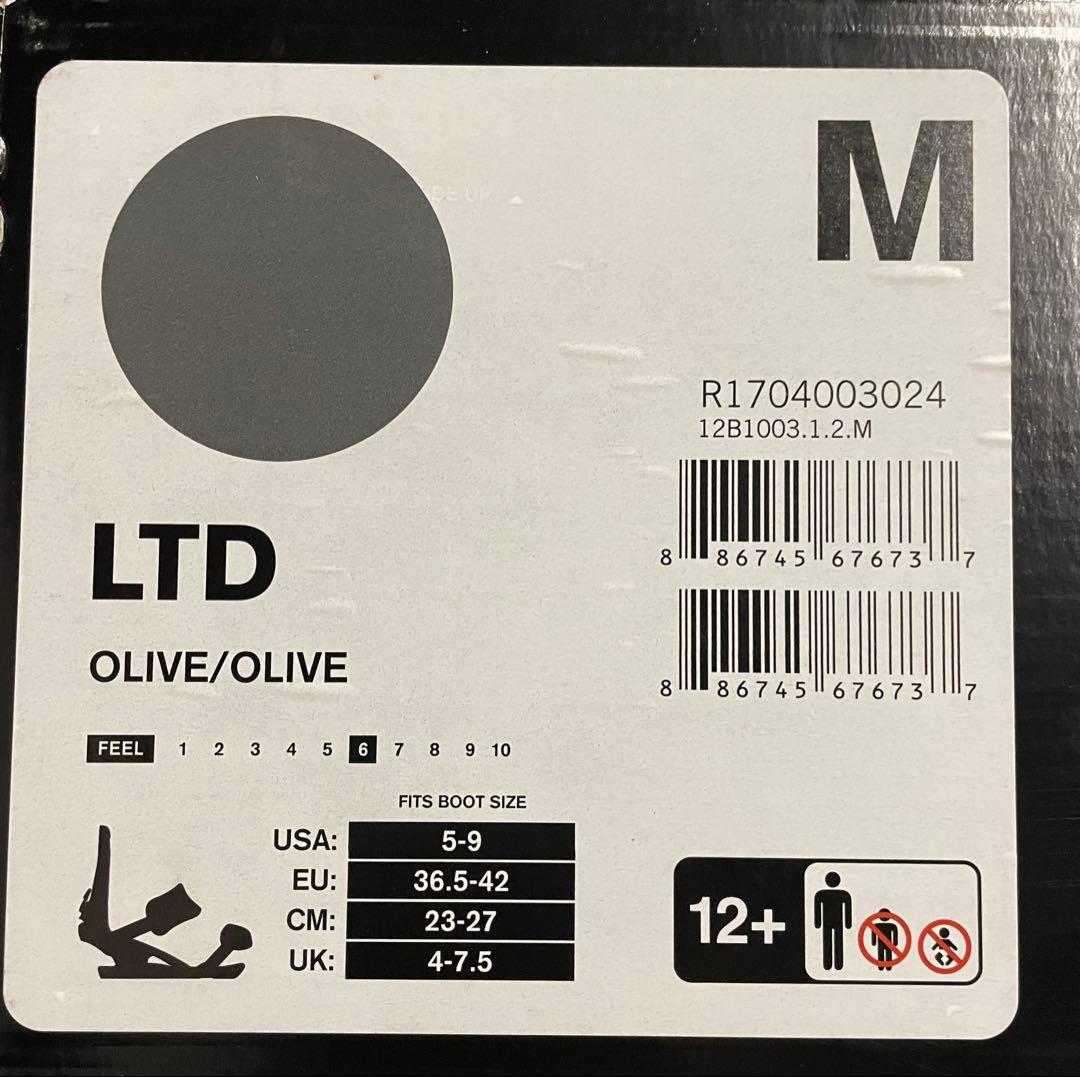 M
R1704003024
12B1003.1.2.M
8 86745 67673 7
8 86745 67673 7
LTD
OLIVE/OLIVE
FEEL 1 2 3 4 5 6 7 8 9 10
FITS BOOT SIZE
USA: 5-9
EU: 36.5-42
CM: 23-27
UK: 4-7.5
12+